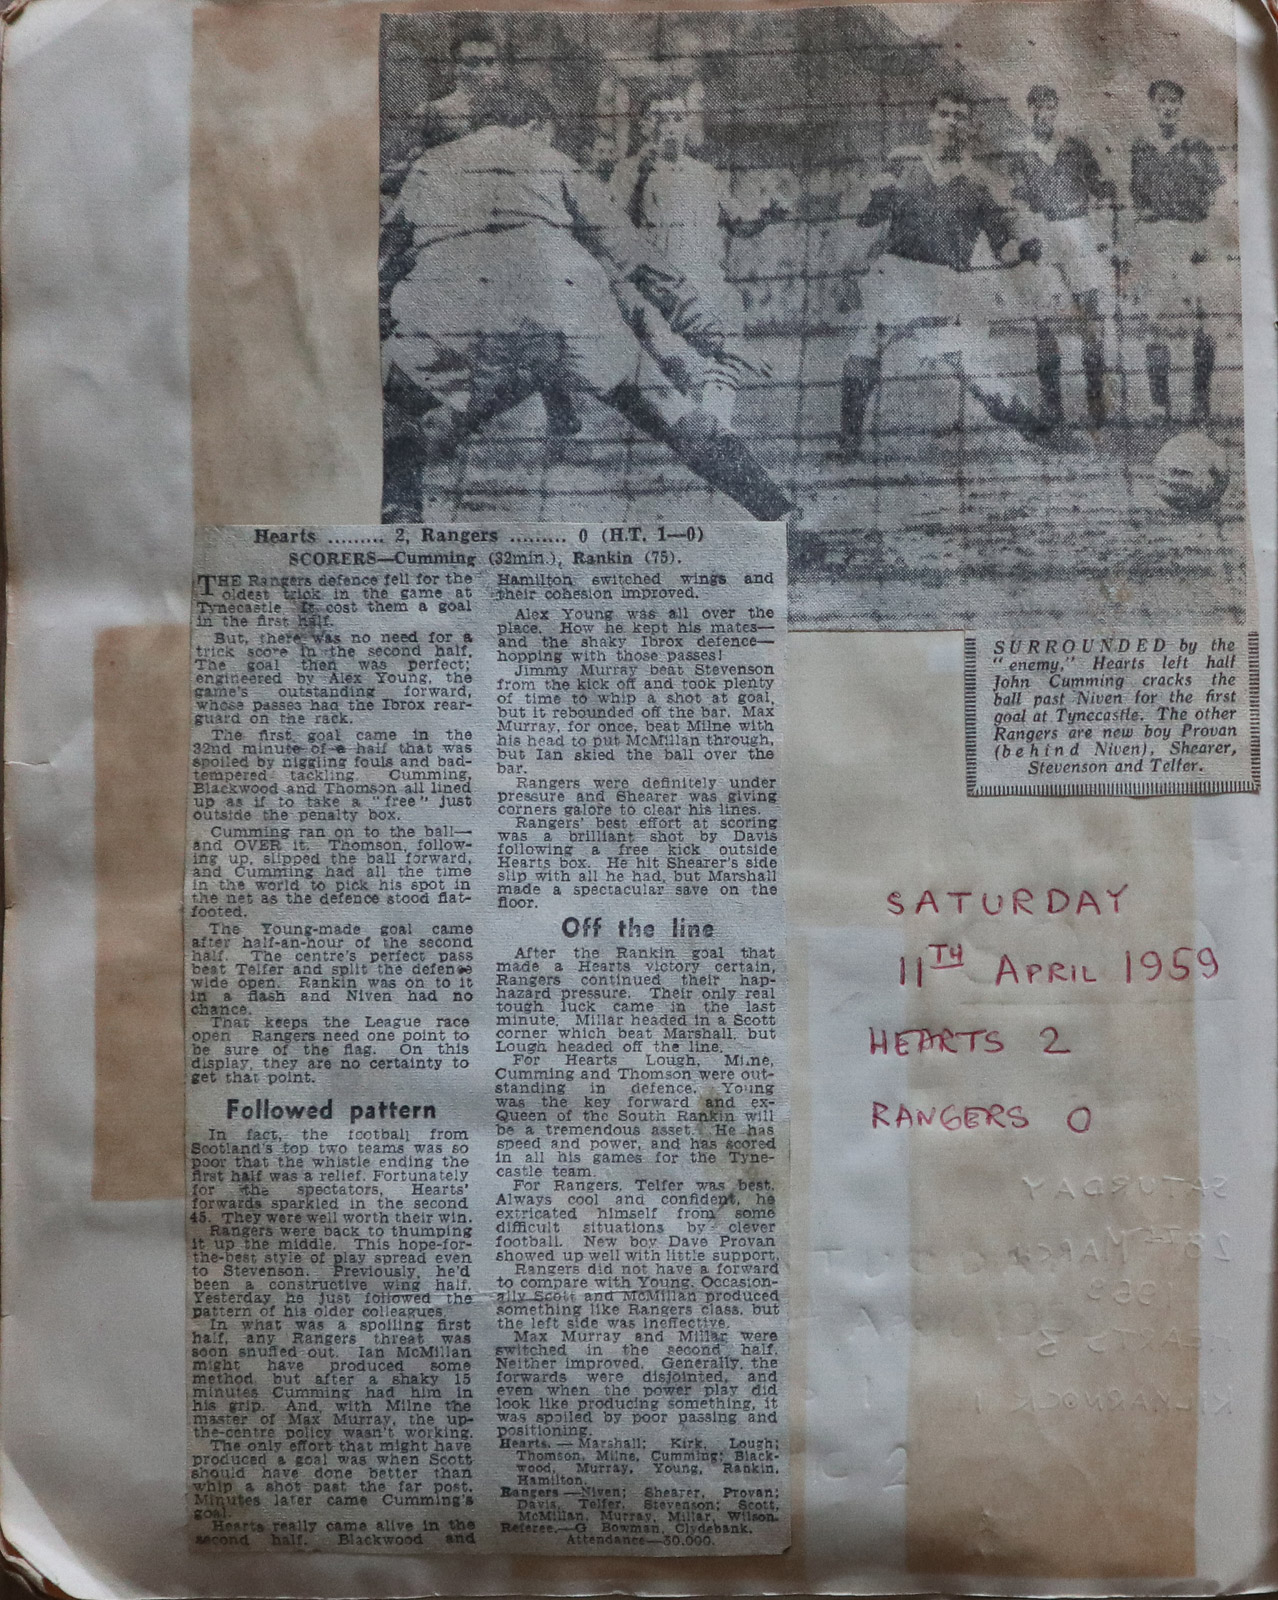 Hearts ......... 2, Rangers ......... 0 (H.T. 1—0)
SCORERS—Cumming (32min.), Rankin (75).
THE Rangers defence fell for the
oldest trick in the game at
Tynecastle. It cost them a goal
in the first half.
But, there was no need for a
trick score in the second half.
The goal then was perfect;
engineered by Alex Young, the
game's outstanding forward,
whose passes had the Ibrox rear-
guard on the rack.
The first goal came in the
32nd minute of a half that was
spoiled by niggling fouls and bad-
tempered tackling. Cumming,
Blackwood and Thomson all lined
up as if to take a "free" just
outside the penalty box.
Cumming ran on to the ball—
and OVER it. Thomson, follow-
ing up, slipped the ball forward,
and Cumming had all the time
in the world to pick his spot in
the net as the defence stood flat-
footed.
The Young-made goal came
after half-an-hour of the second
half. The centre's perfect pass
beat Telfer and split the defence
wide open. Rankin was on to it
in a flash and Niven had no
chance.
That keeps the League race
open. Rangers need one point to
be sure of the flag. On this
display, they are no certainty to
get that point.
Followed pattern
In fact, the football from
Scotland's top two teams was so
poor that the whistle ending the
first half was a relief. Fortunately
for the spectators, Hearts'
forwards sparkled in the second
45. They were well worth their win.
Rangers were back to thumping
it up the middle. This hope-for-
the-best style of play spread even
to Stevenson. Previously, he'd
been a constructive wing half.
Yesterday he just followed the
pattern of his older colleagues.
In what was a spoiling first
half, any Rangers threat was
soon snuffed out. Ian McMillan
might have produced some
method, but after a shaky 15
minutes Cumming had him in
his grip. And, with Milne the
master of Max Murray, the up-
the-centre policy wasn't working.
The only effort that might have
produced a goal was when Scott
should have done better than
whip a shot past the far post.
Minutes later came Cumming's
goal.
Hearts really came alive in the
second half. Blackwood and
Hamilton switched wings and
their cohesion improved.
Alex Young was all over the
place. How he kept his mates—
and the shaky Ibrox defence—
hopping with those passes!
Jimmy Murray beat Stevenson
from the kick off and took plenty
of time to whip a shot at goal,
but it rebounded off the bar. Max
Murray, for once, beat Milne with
his head to put McMillan through,
but Ian skied the ball over the
bar.
Rangers were definitely under
pressure and Shearer was giving
corners galore to clear his lines.
Rangers' best effort at scoring
was a brilliant shot by Davis
following a free kick outside
Hearts box. He hit Shearer's side
slip with all he had, but Marshall
made a spectacular save on the
floor.
Off the line
After the Rankin goal that
made a Hearts victory certain,
Rangers continued their hap-
hazard pressure. Their only real
tough luck came in the last
minute. Millar headed in a Scott
corner which beat Marshall, but
Lough headed off the line.
For Hearts Lough, Milne,
Cumming and Thomson were out-
standing in defence. Young
was the key forward and ex-
Queen of the South Rankin will
be a tremendous asset. He has
speed and power, and has scored
in all his games for the Tyne-
castle team.
For Rangers, Telfer was best.
Always cool and confident, he
extricated himself from some
difficult situations by clever
football. New boy Dave Provan
showed up well with little support.
Rangers did not have a forward
to compare with Young. Occasion-
ally Scott and McMillan produced
something like Rangers class, but
the left side was ineffective.
Max Murray and Millar were
switched in the second half.
Neither improved. Generally, the
forwards were disjointed, and
even when the power play did
look like producing something, it
was spoiled by poor passing and
positioning.
Hearts.—Marshall; Kirk, Lough;
Thomson, Milne, Cumming; Black-
wood, Murray, Young, Rankin,
Hamilton.
Rangers—Niven; Shearer, Provan;
Davis, Telfer, Stevenson; Scott,
McMillan, Murray, Millar, Wilson.
Referee.—G Bowman, Clydebank.
Attendance—30,000.
SURROUNDED by the
"enemy," Hearts left half
John Cumming cracks the
ball past Niven for the first
goal at Tynecastle. The other
Rangers are new boy Provan
(behind Niven), Shearer,
Stevenson and Telfer.
SATURDAY
11TH APRIL 1959
HEARTS 2
RANGERS 0
SATURDAY
28TH MARCH
KILMARNOCK 1